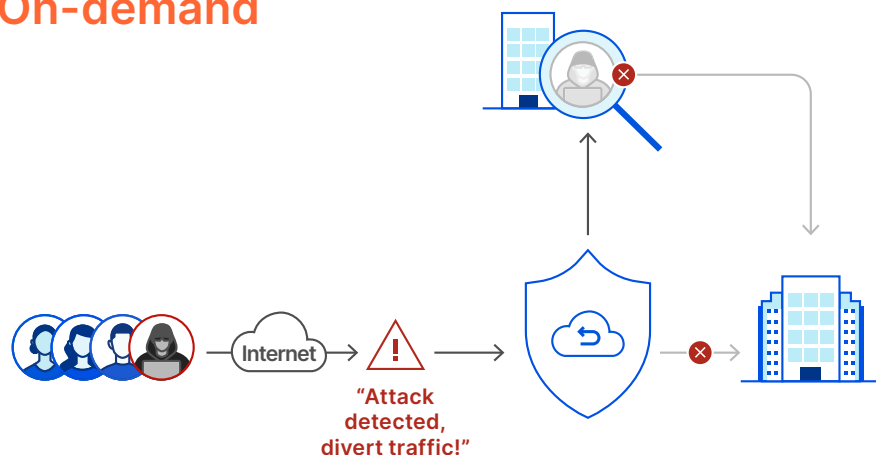 On-demand
Internet
“Attack
detected,
divert traffic!”